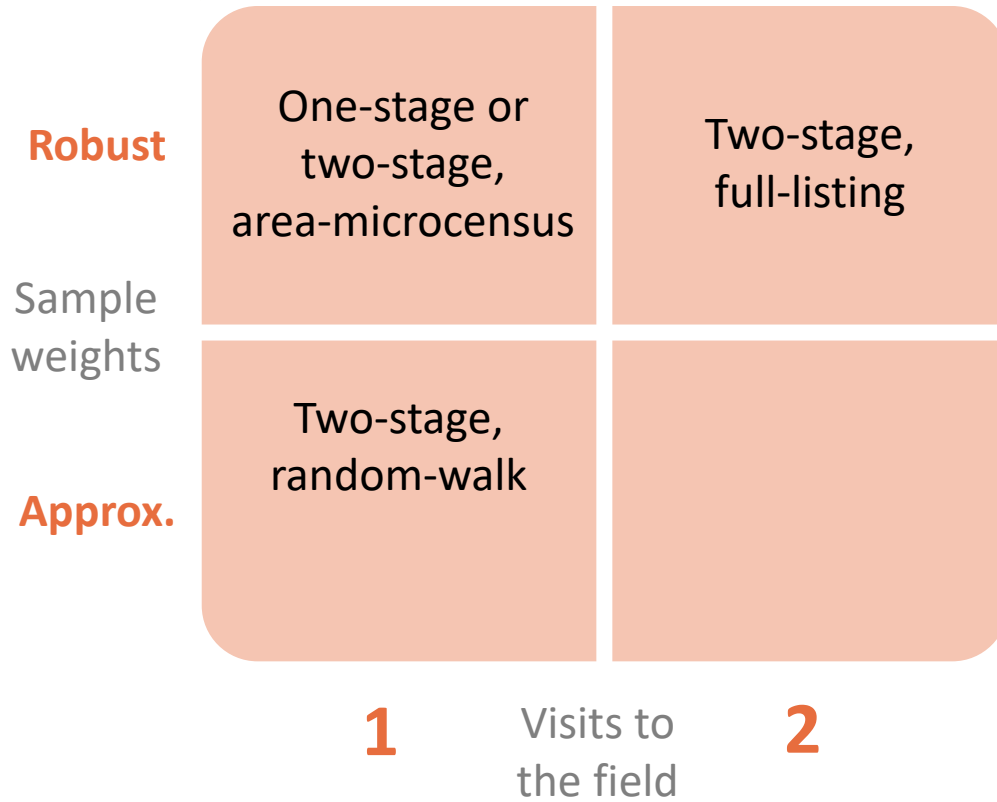 Robust
One-stage or
two-stage,
area-microcensus
Two-stage,
full-listing
Sample
weights
Approx.
Two-stage,
random-walk
1
Visits to
the field
2